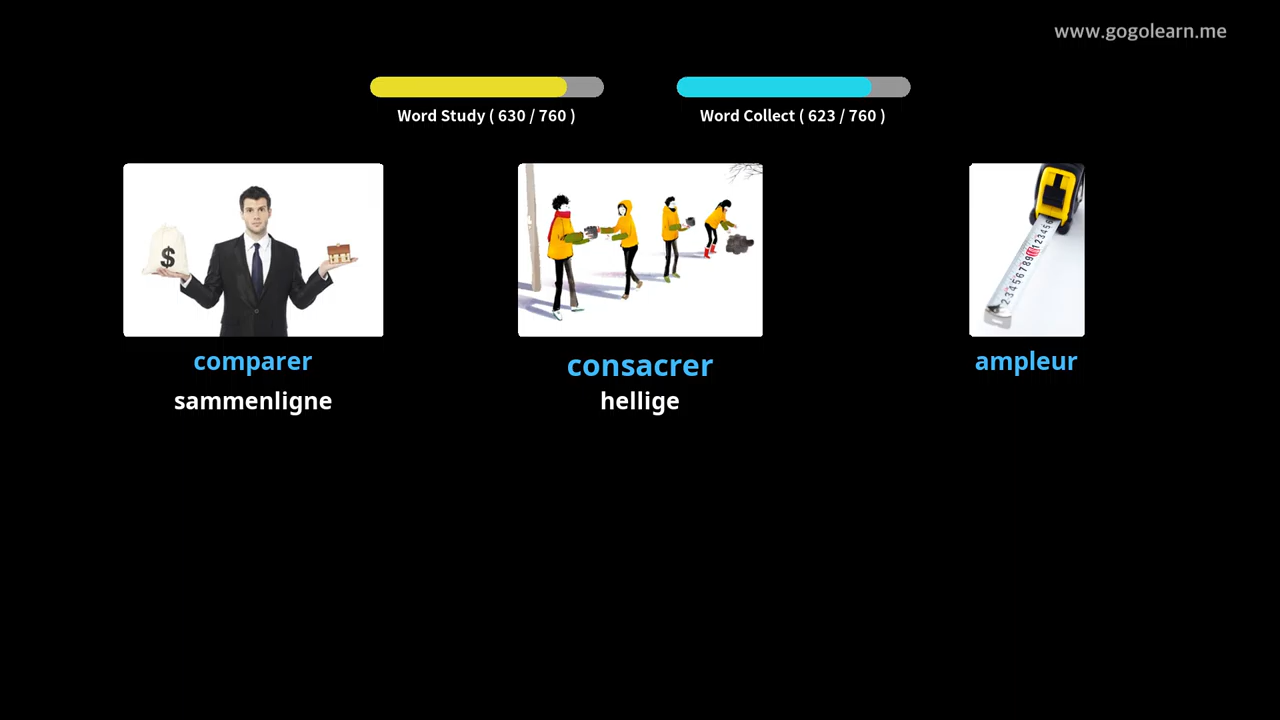 www.gogolearn.me
Word Study ( 630 / 760 )
Word Collect ( 623 / 760 )
$
comparer
consacrer
ampleur
sammenligne
hellige